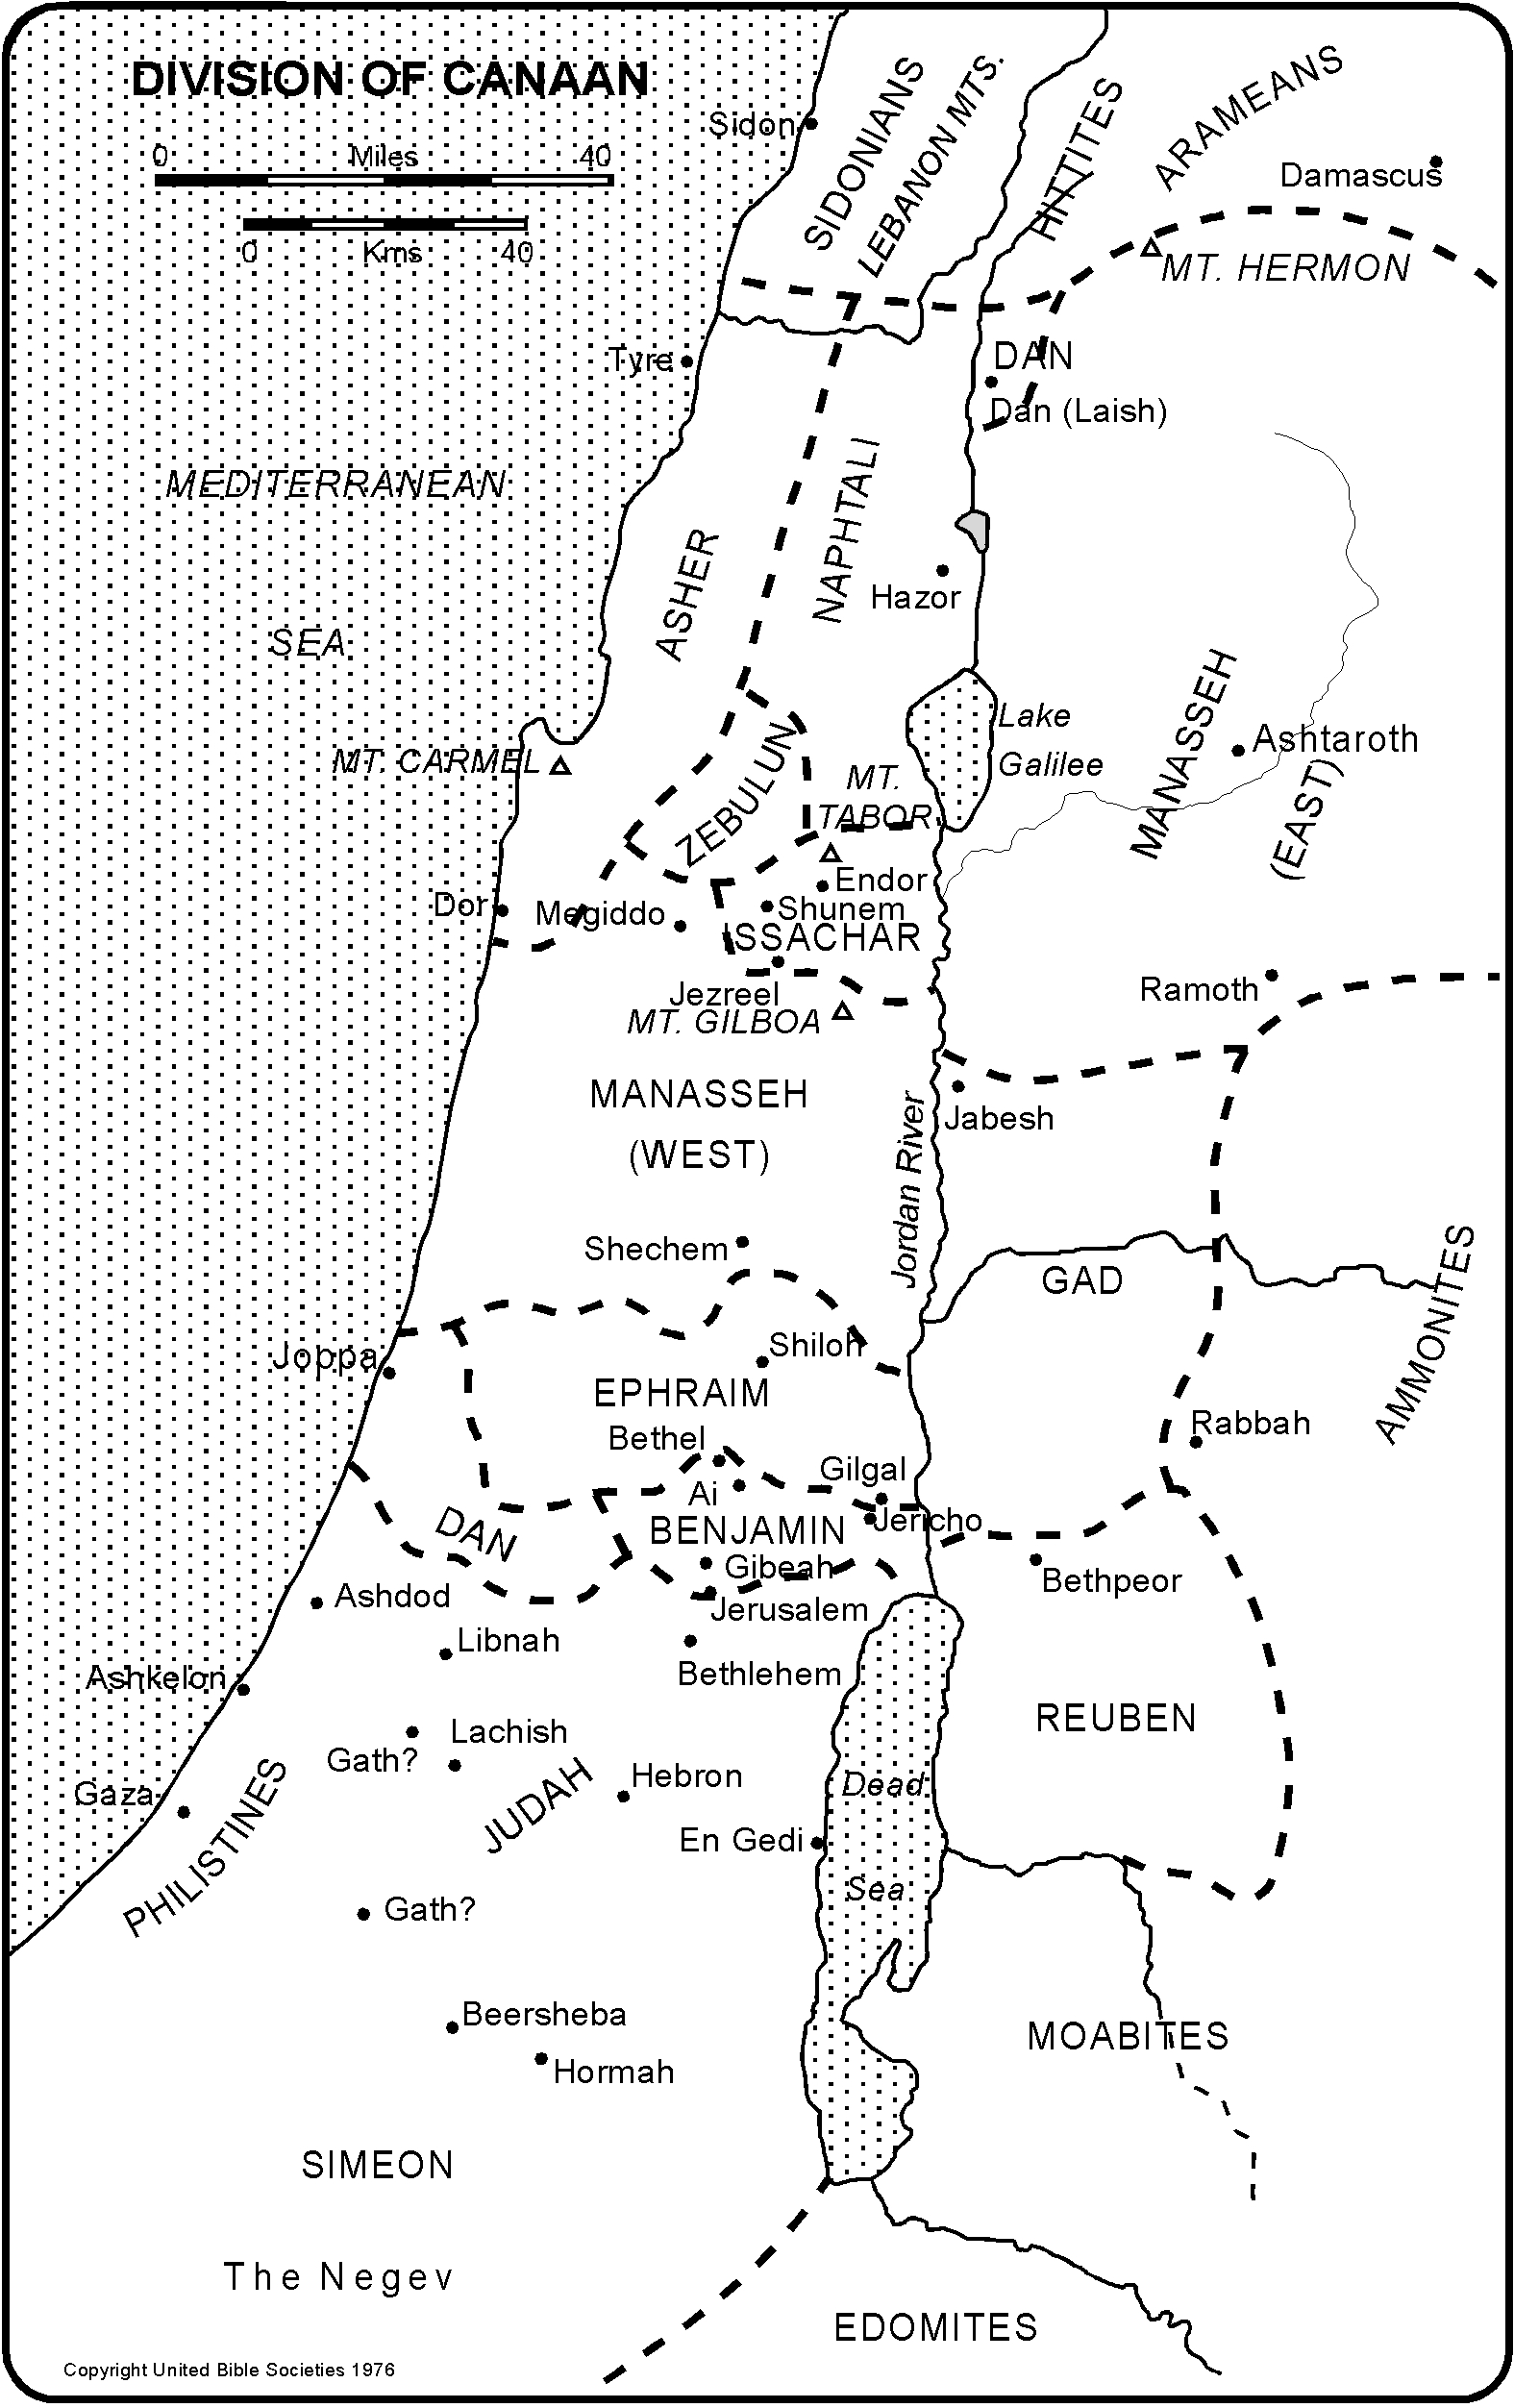 DIVISION OF CANAAN
0 Miles 40
0 Kms 40
Sidon
SIDONIANS
LEBANON MTS.
HITTITES
ARAMEANS
Damascus
MT. HERMON
Tyre
DAN
Dan (Laish)
MEDITERRANEAN
SEA
ASHER
NAPHTALI
Hazor
Lake
Galilee
MANASSEH
(EAST)
Ashtaroth
MT. CARMEL
ZEBULUN
MT.
TABOR
Endor
Dor
Megiddo
Shunem
ISSACHAR
Jezreel
MT. GILBOA
Ramoth
MANASSEH
(WEST)
Jordan River
Jabesh
Shechem
GAD
AMMONITES
Joppa
Shiloh
EPHRAIM
Bethel
Rabbah
Gilgal
Ai
DAN
BENJAMIN
Jericho
Gibeah
Bethpeor
Ashdod
Jerusalem
Libnah
Ashkelon
Bethlehem
REUBEN
Lachish
Gath?
Gaza
PHILISTINES
JUDAH
Hebron
Dead
En Gedi
Sea
Gath?
Beersheba
MOABITES
Hormah
SIMEON
The Negev
EDOMITES
Copyright United Bible Societies 1976